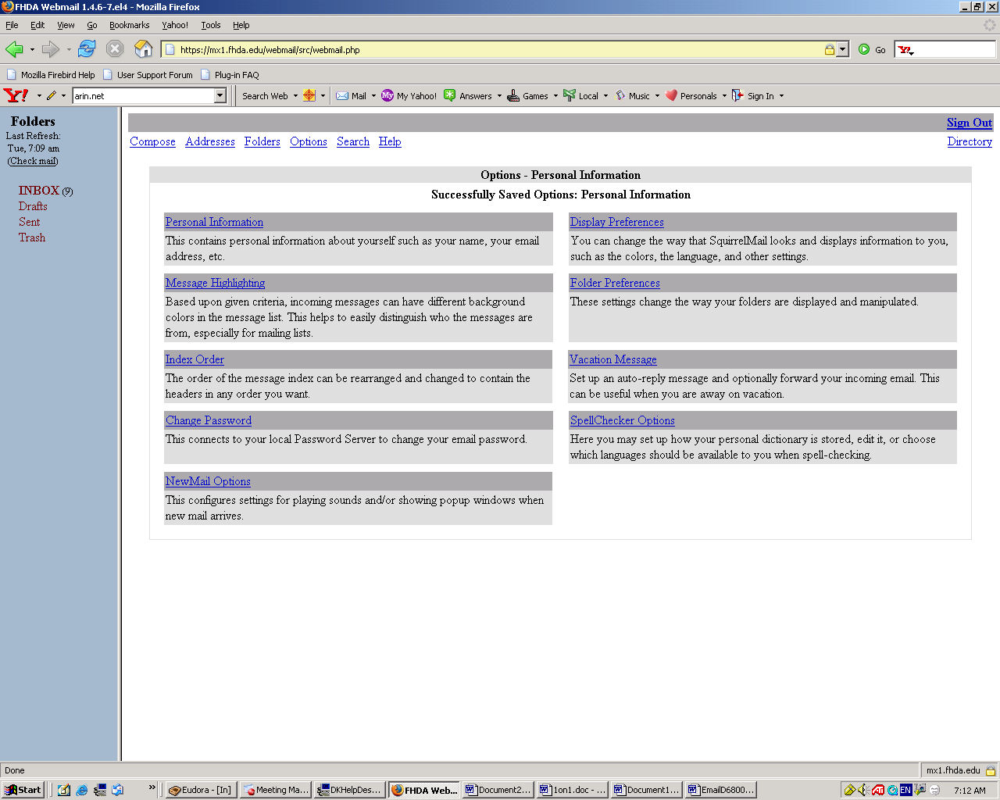 FHDA Webmail 1.4.6-7.el4 - Mozilla Firefox
File Edit View Go Bookmarks Yahoo! Tools Help
https://mx1.fhda.edu/webmail/src/webmail.php Go Y!
Mozilla Firebird Help User Support Forum Plug-in FAQ
Y! arin.net Search Web Mail My My Yahoo! Answers Games Local Music Personals Sign In
Folders
Last Refresh:
Tue, 7:09 am
(Check mail)
INBOX (9)
Drafts
Sent
Trash
Sign Out
Compose Addresses Folders Options Search Help Directory
Options - Personal Information
Successfully Saved Options: Personal Information
Personal Information
This contains personal information about yourself such as your name, your email
address, etc.
Display Preferences
You can change the way that SquirrelMail looks and displays information to you,
such as the colors, the language, and other settings.
Message Highlighting
Based upon given criteria, incoming messages can have different background
colors in the message list. This helps to easily distinguish who the messages are
from, especially for mailing lists.
Folder Preferences
These settings change the way your folders are displayed and manipulated.
Index Order
The order of the message index can be rearranged and changed to contain the
headers in any order you want.
Vacation Message
Set up an auto-reply message and optionally forward your incoming email. This
can be useful when you are away on vacation.
Change Password
This connects to your local Password Server to change your email password.
SpellChecker Options
Here you may set up how your personal dictionary is stored, edit it, or choose
which languages should be available to you when spell-checking.
NewMail Options
This configures settings for playing sounds and/or showing popup windows when
new mail arrives.
Done mx1.fhda.edu
Start » Eudora - [In] Meeting Ma... DKHelpDes... FHDA Web... Document2... 1on1.doc - ... Document1... EmailD6800... EN 7:12 AM